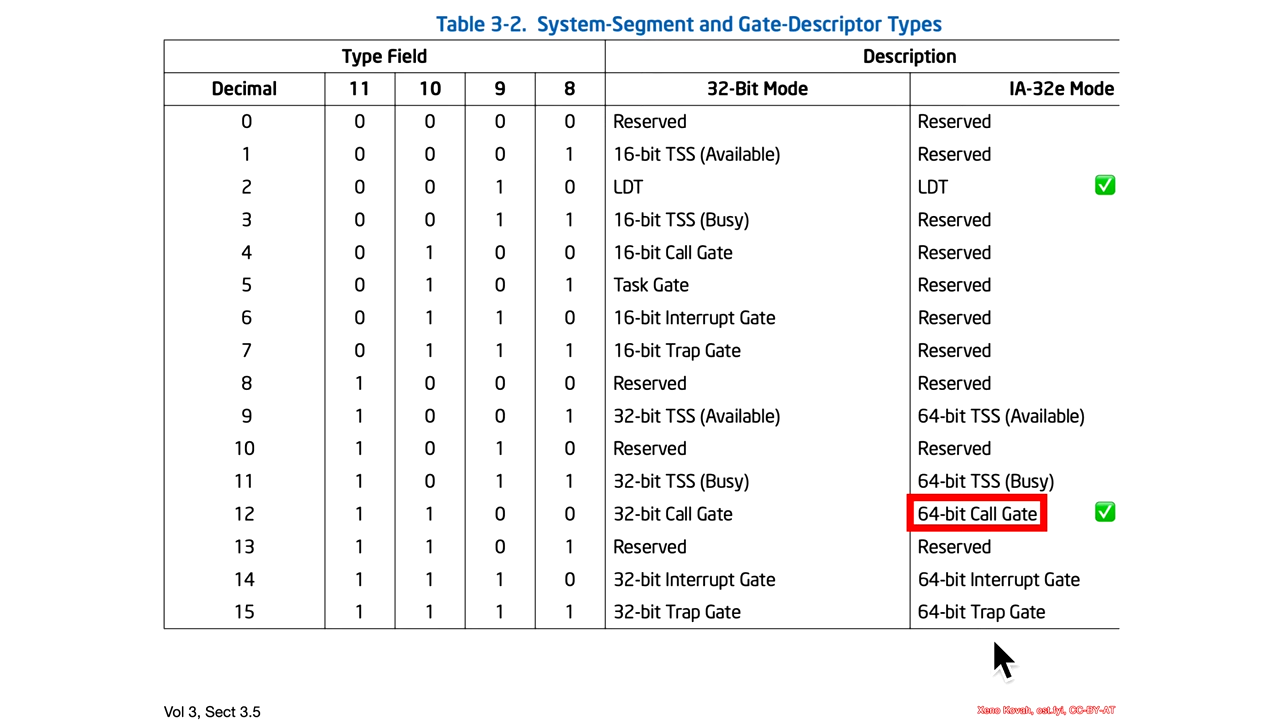 Table 3-2. System-Segment and Gate-Descriptor Types
Type Field Description
Decimal 11 10 9 8 32-Bit Mode IA-32e Mode
0 0 0 0 0 Reserved Reserved
1 0 0 0 1 16-bit TSS (Available) Reserved
2 0 0 1 0 LDT LDT
3 0 0 1 1 16-bit TSS (Busy) Reserved
4 0 1 0 0 16-bit Call Gate Reserved
5 0 1 0 1 Task Gate Reserved
6 0 1 1 0 16-bit Interrupt Gate Reserved
7 0 1 1 1 16-bit Trap Gate Reserved
8 1 0 0 0 Reserved Reserved
9 1 0 0 1 32-bit TSS (Available) 64-bit TSS (Available)
10 1 0 1 0 Reserved Reserved
11 1 0 1 1 32-bit TSS (Busy) 64-bit TSS (Busy)
12 1 1 0 0 32-bit Call Gate 64-bit Call Gate
13 1 1 0 1 Reserved Reserved
14 1 1 1 0 32-bit Interrupt Gate 64-bit Interrupt Gate
15 1 1 1 1 32-bit Trap Gate 64-bit Trap Gate
Vol 3, Sect 3.5
Xeno Kovah, ost.fyi, CC-BY-AT